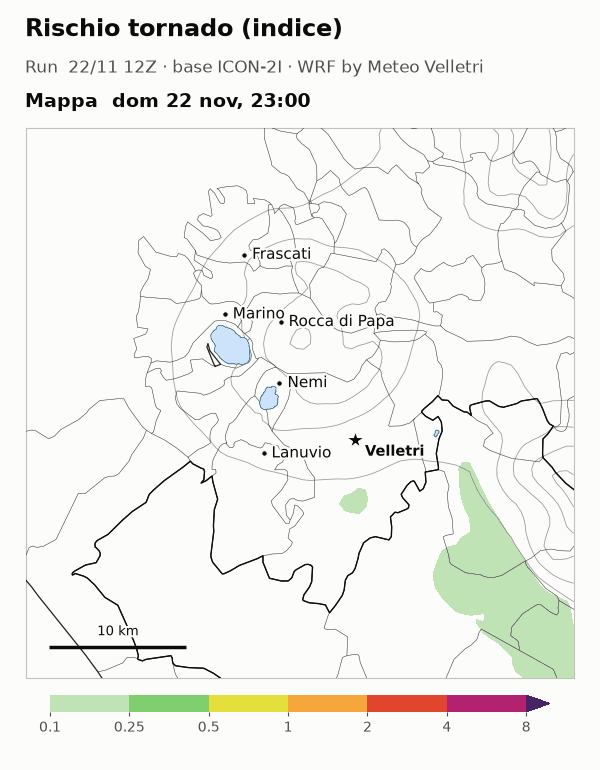 Rischio tornado (indice)
Run  22/11 12Z · base ICON-2I · WRF by Meteo Velletri
Mappa  dom 22 nov, 23:00
Frascati
Marino
Rocca di Papa
Nemi
Velletri
Lanuvio
10 km
0.1 0.25 0.5 1 2 4 8